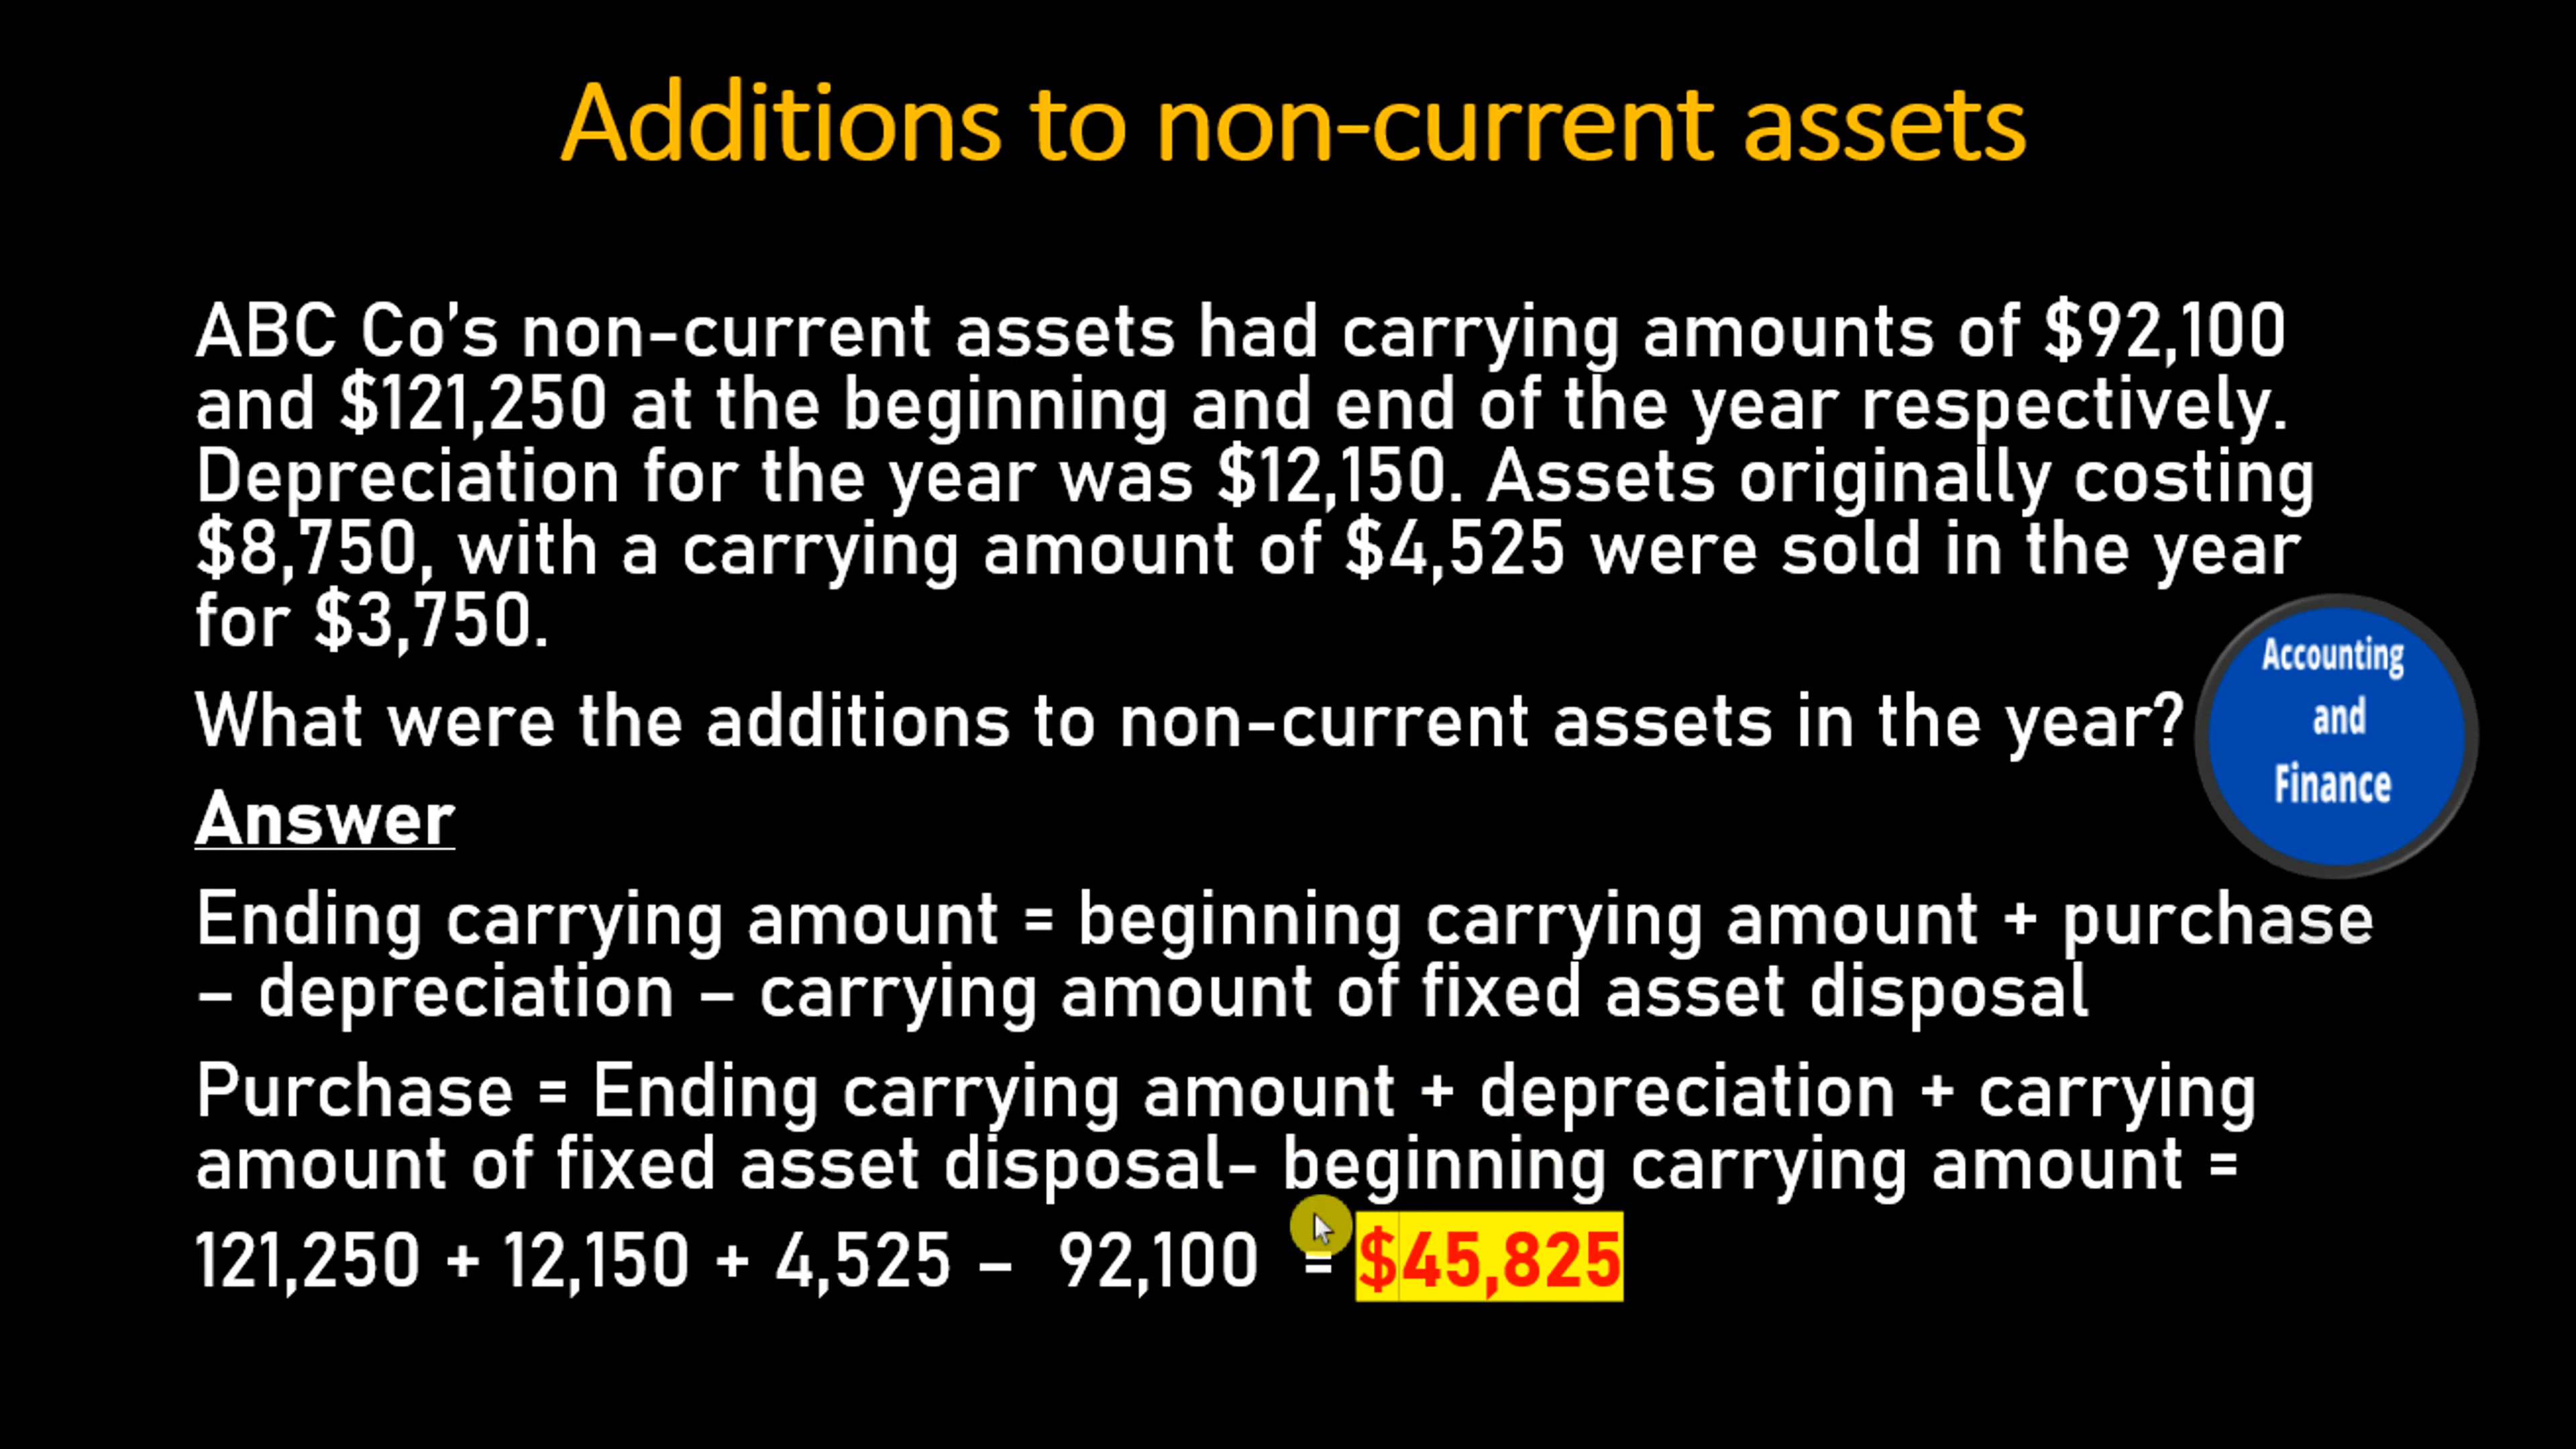 Additions to non-current assets
ABC Co’s non-current assets had carrying amounts of $92,100
and $121,250 at the beginning and end of the year respectively.
Depreciation for the year was $12,150. Assets originally costing
$8,750, with a carrying amount of $4,525 were sold in the year
for $3,750.
What were the additions to non-current assets in the year?
Accounting
and
Finance
Answer
Ending carrying amount = beginning carrying amount + purchase
– depreciation – carrying amount of fixed asset disposal
Purchase = Ending carrying amount + depreciation + carrying
amount of fixed asset disposal– beginning carrying amount =
121,250 + 12,150 + 4,525 – 92,100 = $45,825